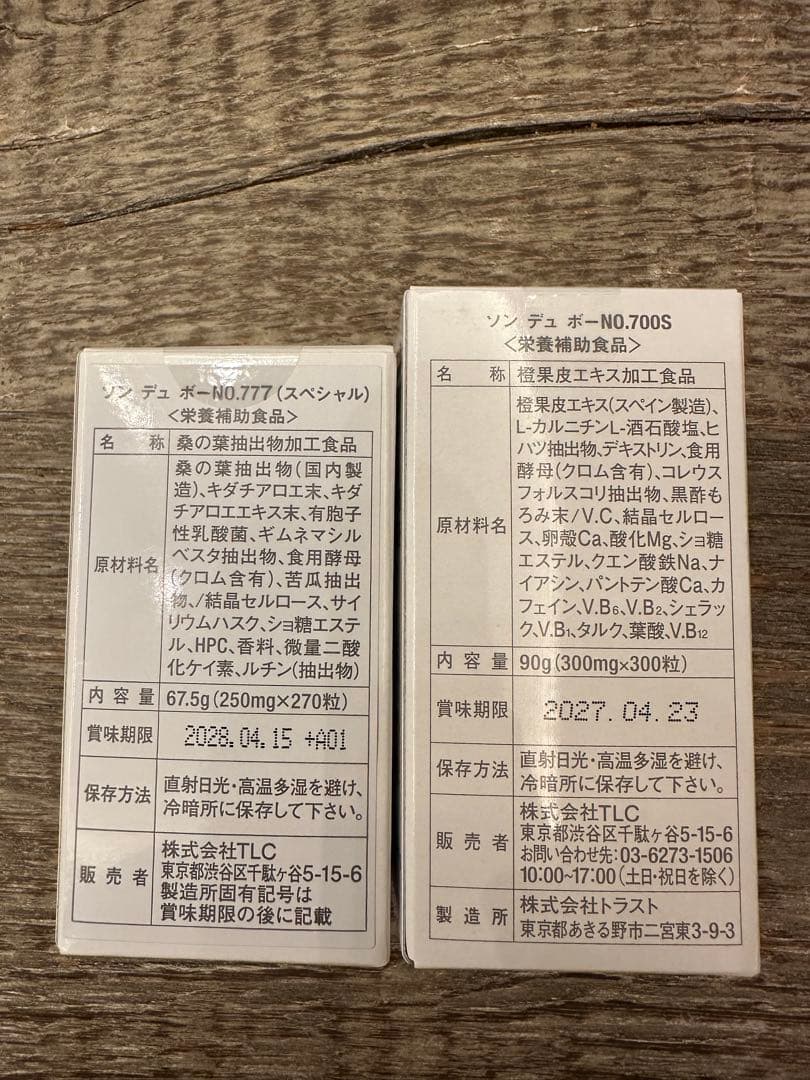 ソン デュ ボーNO.777(スペシャル)
<栄養補助食品>
名称 桑の葉抽出物加工食品
原材料名
桑の葉抽出物(国内製
造)、キダチアロエ末、キダ
チアロエエキス末、有胞子
性乳酸菌、ギムネマシル
ベスタ抽出物、食用酵母
(クロム含有)、苦瓜抽出
物、/結晶セルロース、サイ
リウムハスク、ショ糖エステ
ル、HPC、香料、微量二酸
化ケイ素、ルチン(抽出物)
内容量 67.5g(250mg×270粒)
賞味期限 2028.04.15 +A01
保存方法
直射日光・高温多湿を避け、
冷暗所に保存して下さい。
販売者
株式会社TLC
東京都渋谷区千駄ヶ谷5-15-6
製造所固有記号は
賞味期限の後に記載
ソン デュ ボーNO.700S
<栄養補助食品>
名称 橙果皮エキス加工食品
原材料名
橙果皮エキス(スペイン製造)、
L-カルニチンL-酒石酸塩、ヒ
ハツ抽出物、デキストリン、食用
酵母(クロム含有)、コレウス
フォルスコリ抽出物、黒酢も
ろみ末/V.C、結晶セルロー
ス、卵殻Ca、酸化Mg、ショ糖
エステル、クエン酸鉄Na、ナ
イアシン、パントテン酸Ca、カ
フェイン、V.B6、V.B2、シェラッ
ク、V.B1、タルク、葉酸、V.B12
内容量 90g(300mg×300粒)
賞味期限 2027.04.23
保存方法
直射日光・高温多湿を避け、
冷暗所に保存して下さい。
販売者
株式会社TLC
東京都渋谷区千駄ヶ谷5-15-6
お問い合わせ先:03-6273-1506
10:00~17:00(土日・祝日を除く)
製造所
株式会社トラスト
東京都あきる野市二宮東3-9-3